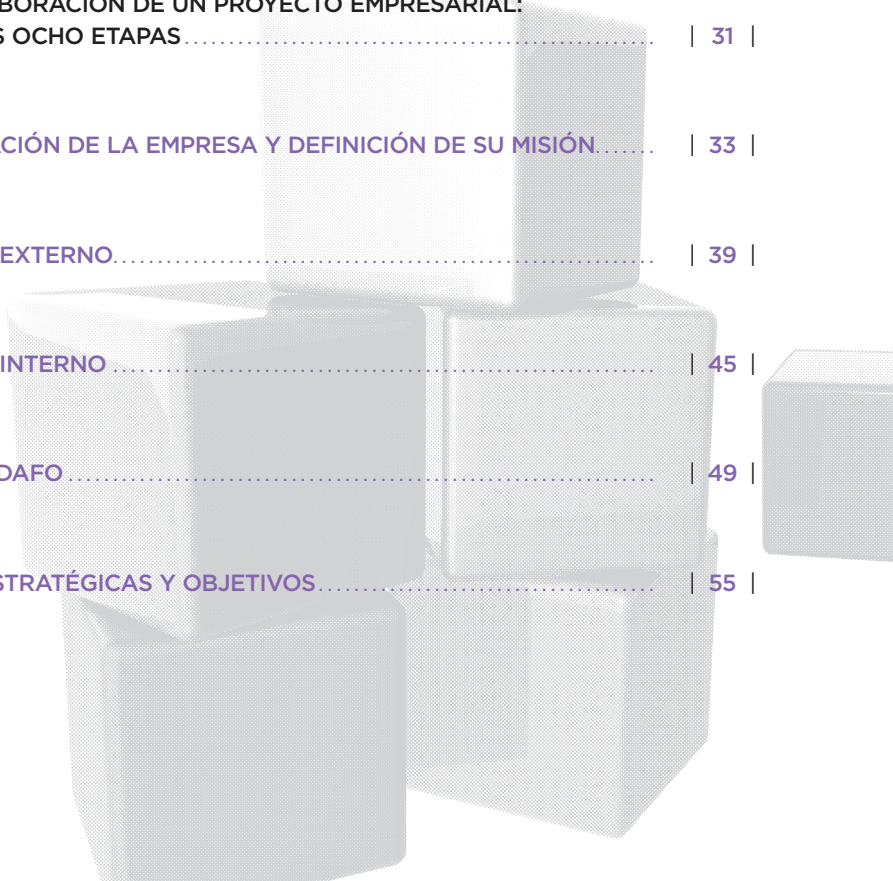 BORACIÓN DE UN PROYECTO EMPRESARIAL:
S OCHO ETAPAS | 31 |
ACIÓN DE LA EMPRESA Y DEFINICIÓN DE SU MISIÓN | 33 |
EXTERNO | 39 |
INTERNO | 45 |
DAFO | 49 |
STRATÉGICAS Y OBJETIVOS | 55 |